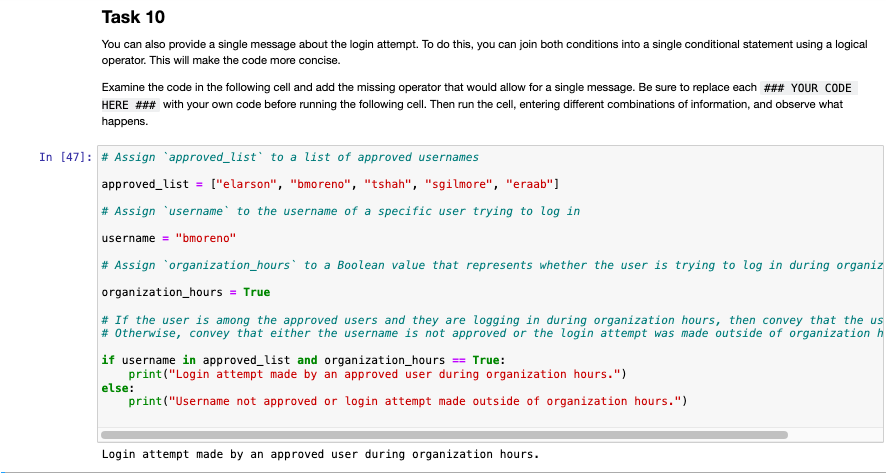 Task 10
You can also provide a single message about the login attempt. To do this, you can join both conditions into a single conditional statement using a logical
operator. This will make the code more concise.
Examine the code in the following cell and add the missing operator that would allow for a single message. Be sure to replace each ### YOUR CODE
HERE ### with your own code before running the following cell. Then run the cell, entering different combinations of information, and observe what
happens.
In [47]: # Assign `approved_list` to a list of approved usernames
approved_list = ["elarson", "bmoreno", "tshah", "sgilmore", "eraab"]
# Assign `username` to the username of a specific user trying to log in
username = "bmoreno"
# Assign `organization_hours` to a Boolean value that represents whether the user is trying to log in during organiz
organization_hours = True
# If the user is among the approved users and they are logging in during organization hours, then convey that the us
# Otherwise, convey that either the username is not approved or the login attempt was made outside of organization h
if username in approved_list and organization_hours == True:
    print("Login attempt made by an approved user during organization hours.")
else:
    print("Username not approved or login attempt made outside of organization hours.")
Login attempt made by an approved user during organization hours.